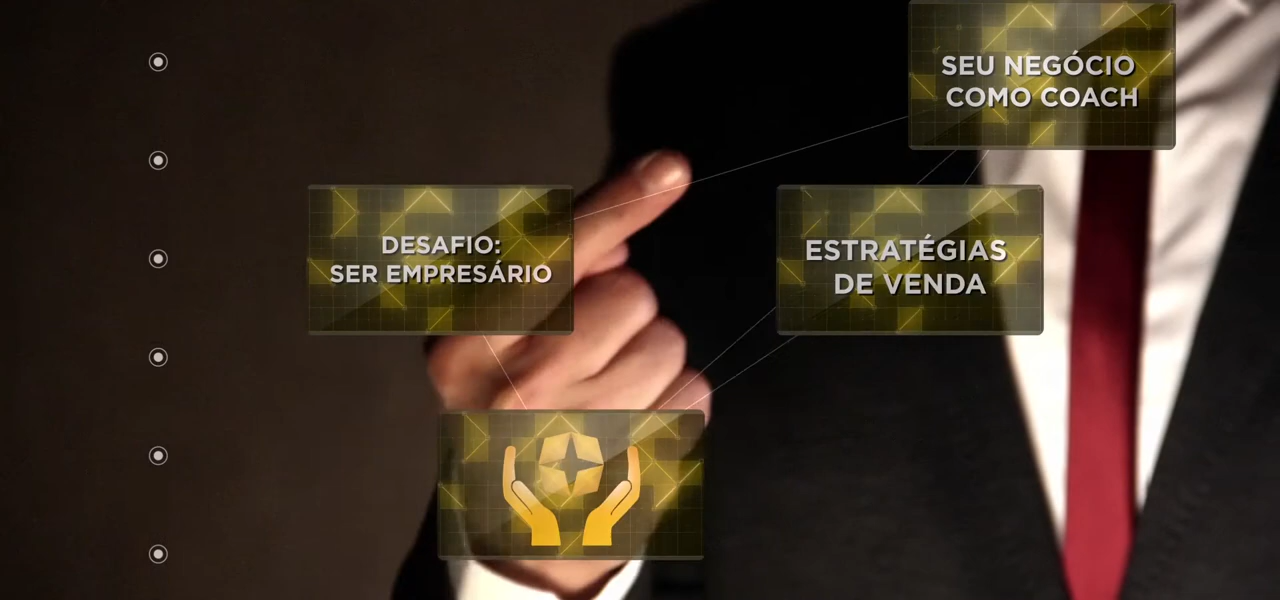 SEU NEGÓCIO
COMO COACH
DESAFIO:
SER EMPRESÁRIO
ESTRATÉGIAS
DE VENDA